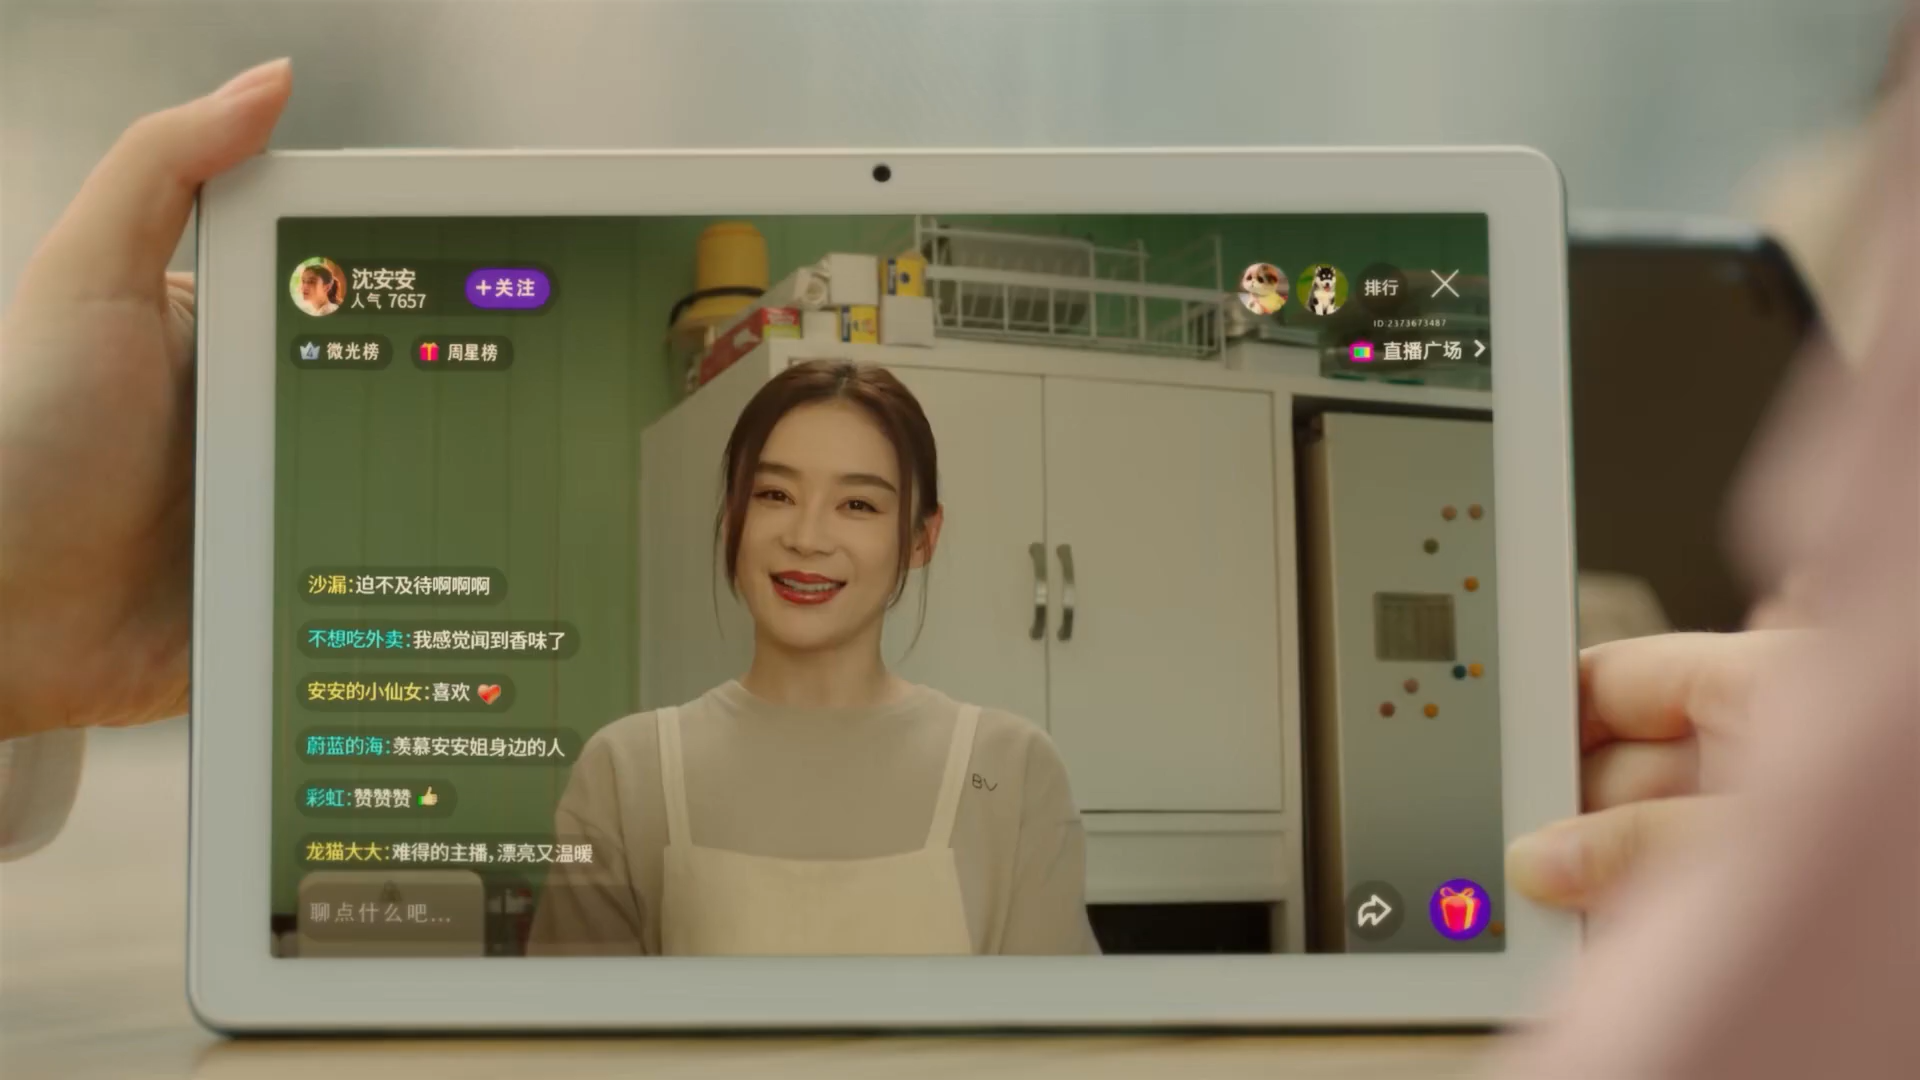 沈安安
人气 7657
+关注
微光榜
周星榜
排行
ID:2373673487
直播广场
沙漏:迫不及待啊啊啊
不想吃外卖:我感觉闻到香味了
安安的小仙女:喜欢
蔚蓝的海:羡慕安安姐身边的人
彩虹:赞赞赞
龙猫大大:难得的主播,漂亮又温暖
聊点什么吧...
BV